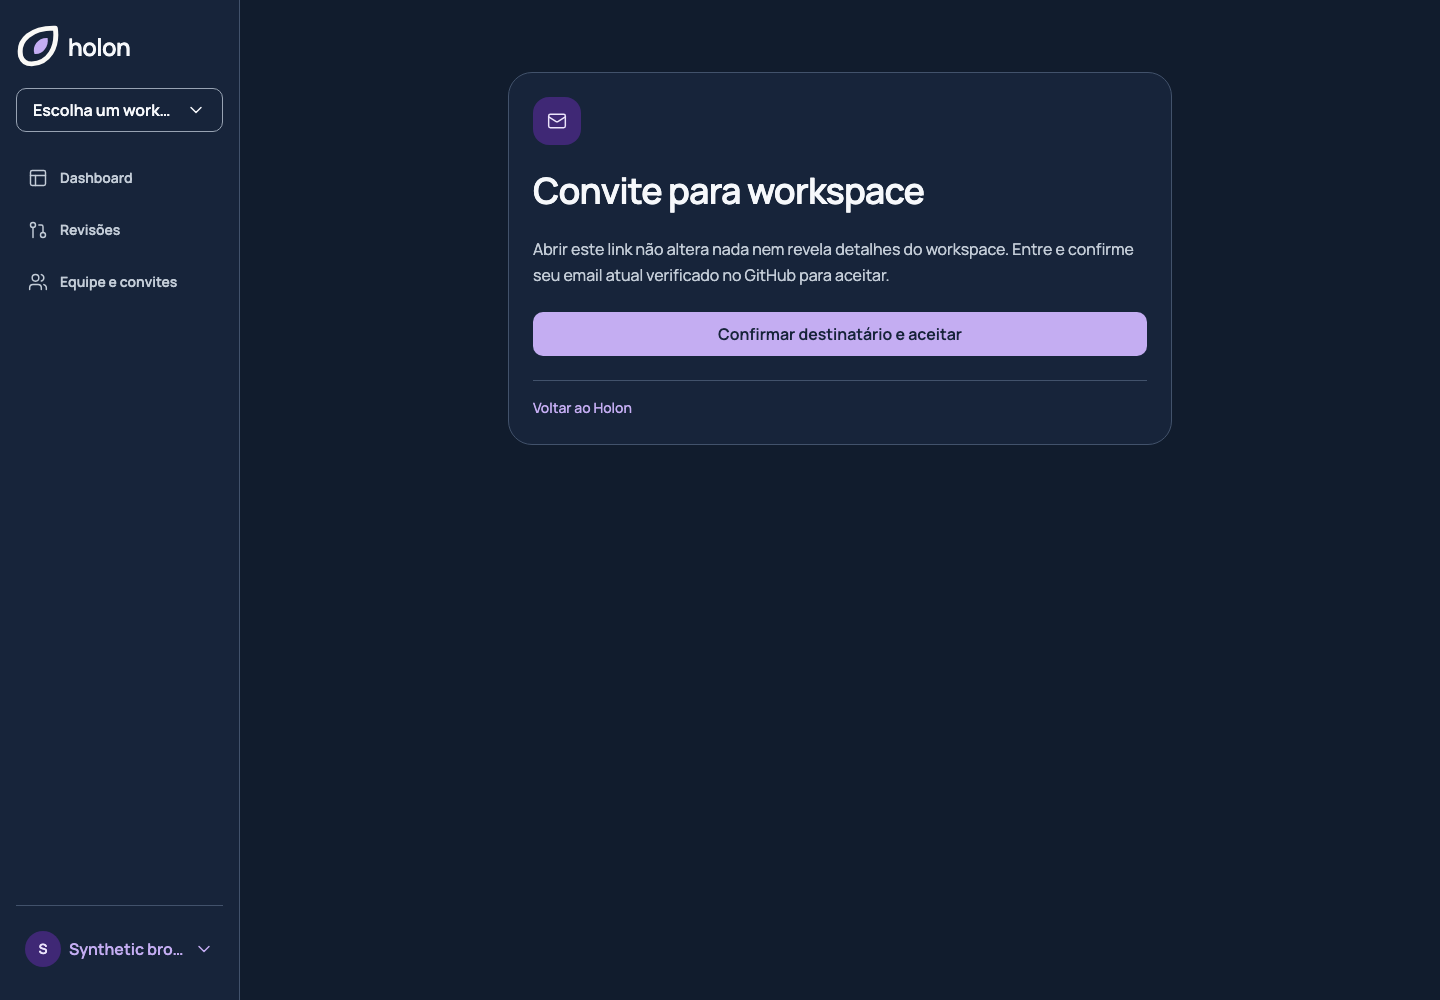 holon
Escolha um work...
Dashboard
Revisões
Equipe e convites
Convite para workspace
Abrir este link não altera nada nem revela detalhes do workspace. Entre e confirme
seu email atual verificado no GitHub para aceitar.
Confirmar destinatário e aceitar
Voltar ao Holon
S
Synthetic bro...